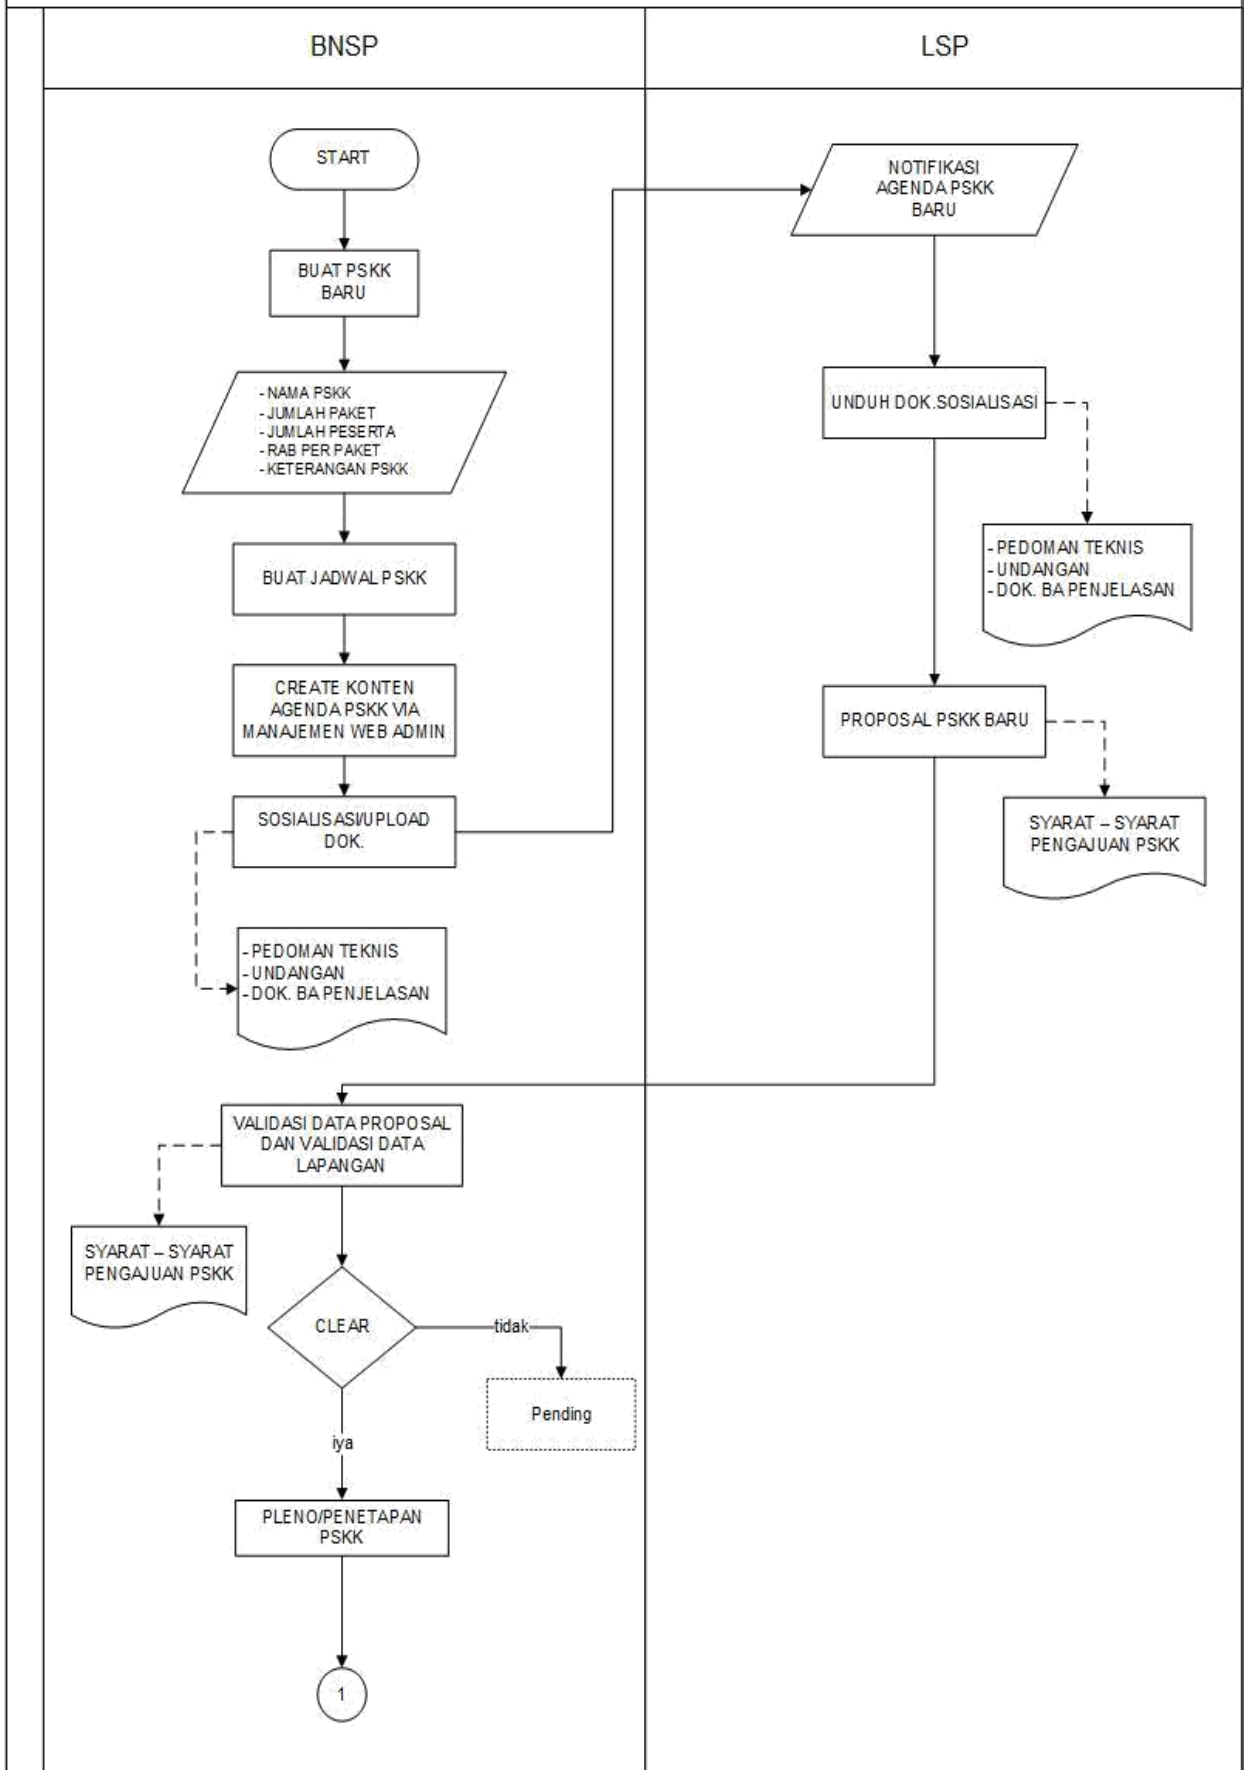 BNSP
LSP
START
BUAT PSKK
BARU
- NAMA PSKK
- JUMLAH PAKET
- JUMLAH PESERTA
- RAB PER PAKET
- KETERANGAN PSKK
BUAT JADWAL PSKK
CREATE KONTEN
AGENDA PSKK VIA
MANAJEMEN WEB ADMIN
SOSIALISASI/UPLOAD
DOK.
- PEDOMAN TEKNIS
- UNDANGAN
- DOK. BA PENJELASAN
NOTIFIKASI
AGENDA PSKK
BARU
UNDUH DOK.SOSIALISASI
- PEDOMAN TEKNIS
- UNDANGAN
- DOK. BA PENJELASAN
PROPOSAL PSKK BARU
SYARAT – SYARAT
PENGAJUAN PSKK
VALIDASI DATA PROPOSAL
DAN VALIDASI DATA
LAPANGAN
SYARAT – SYARAT
PENGAJUAN PSKK
CLEAR
tidak
Pending
iya
PLENO/PENETAPAN
PSKK
1